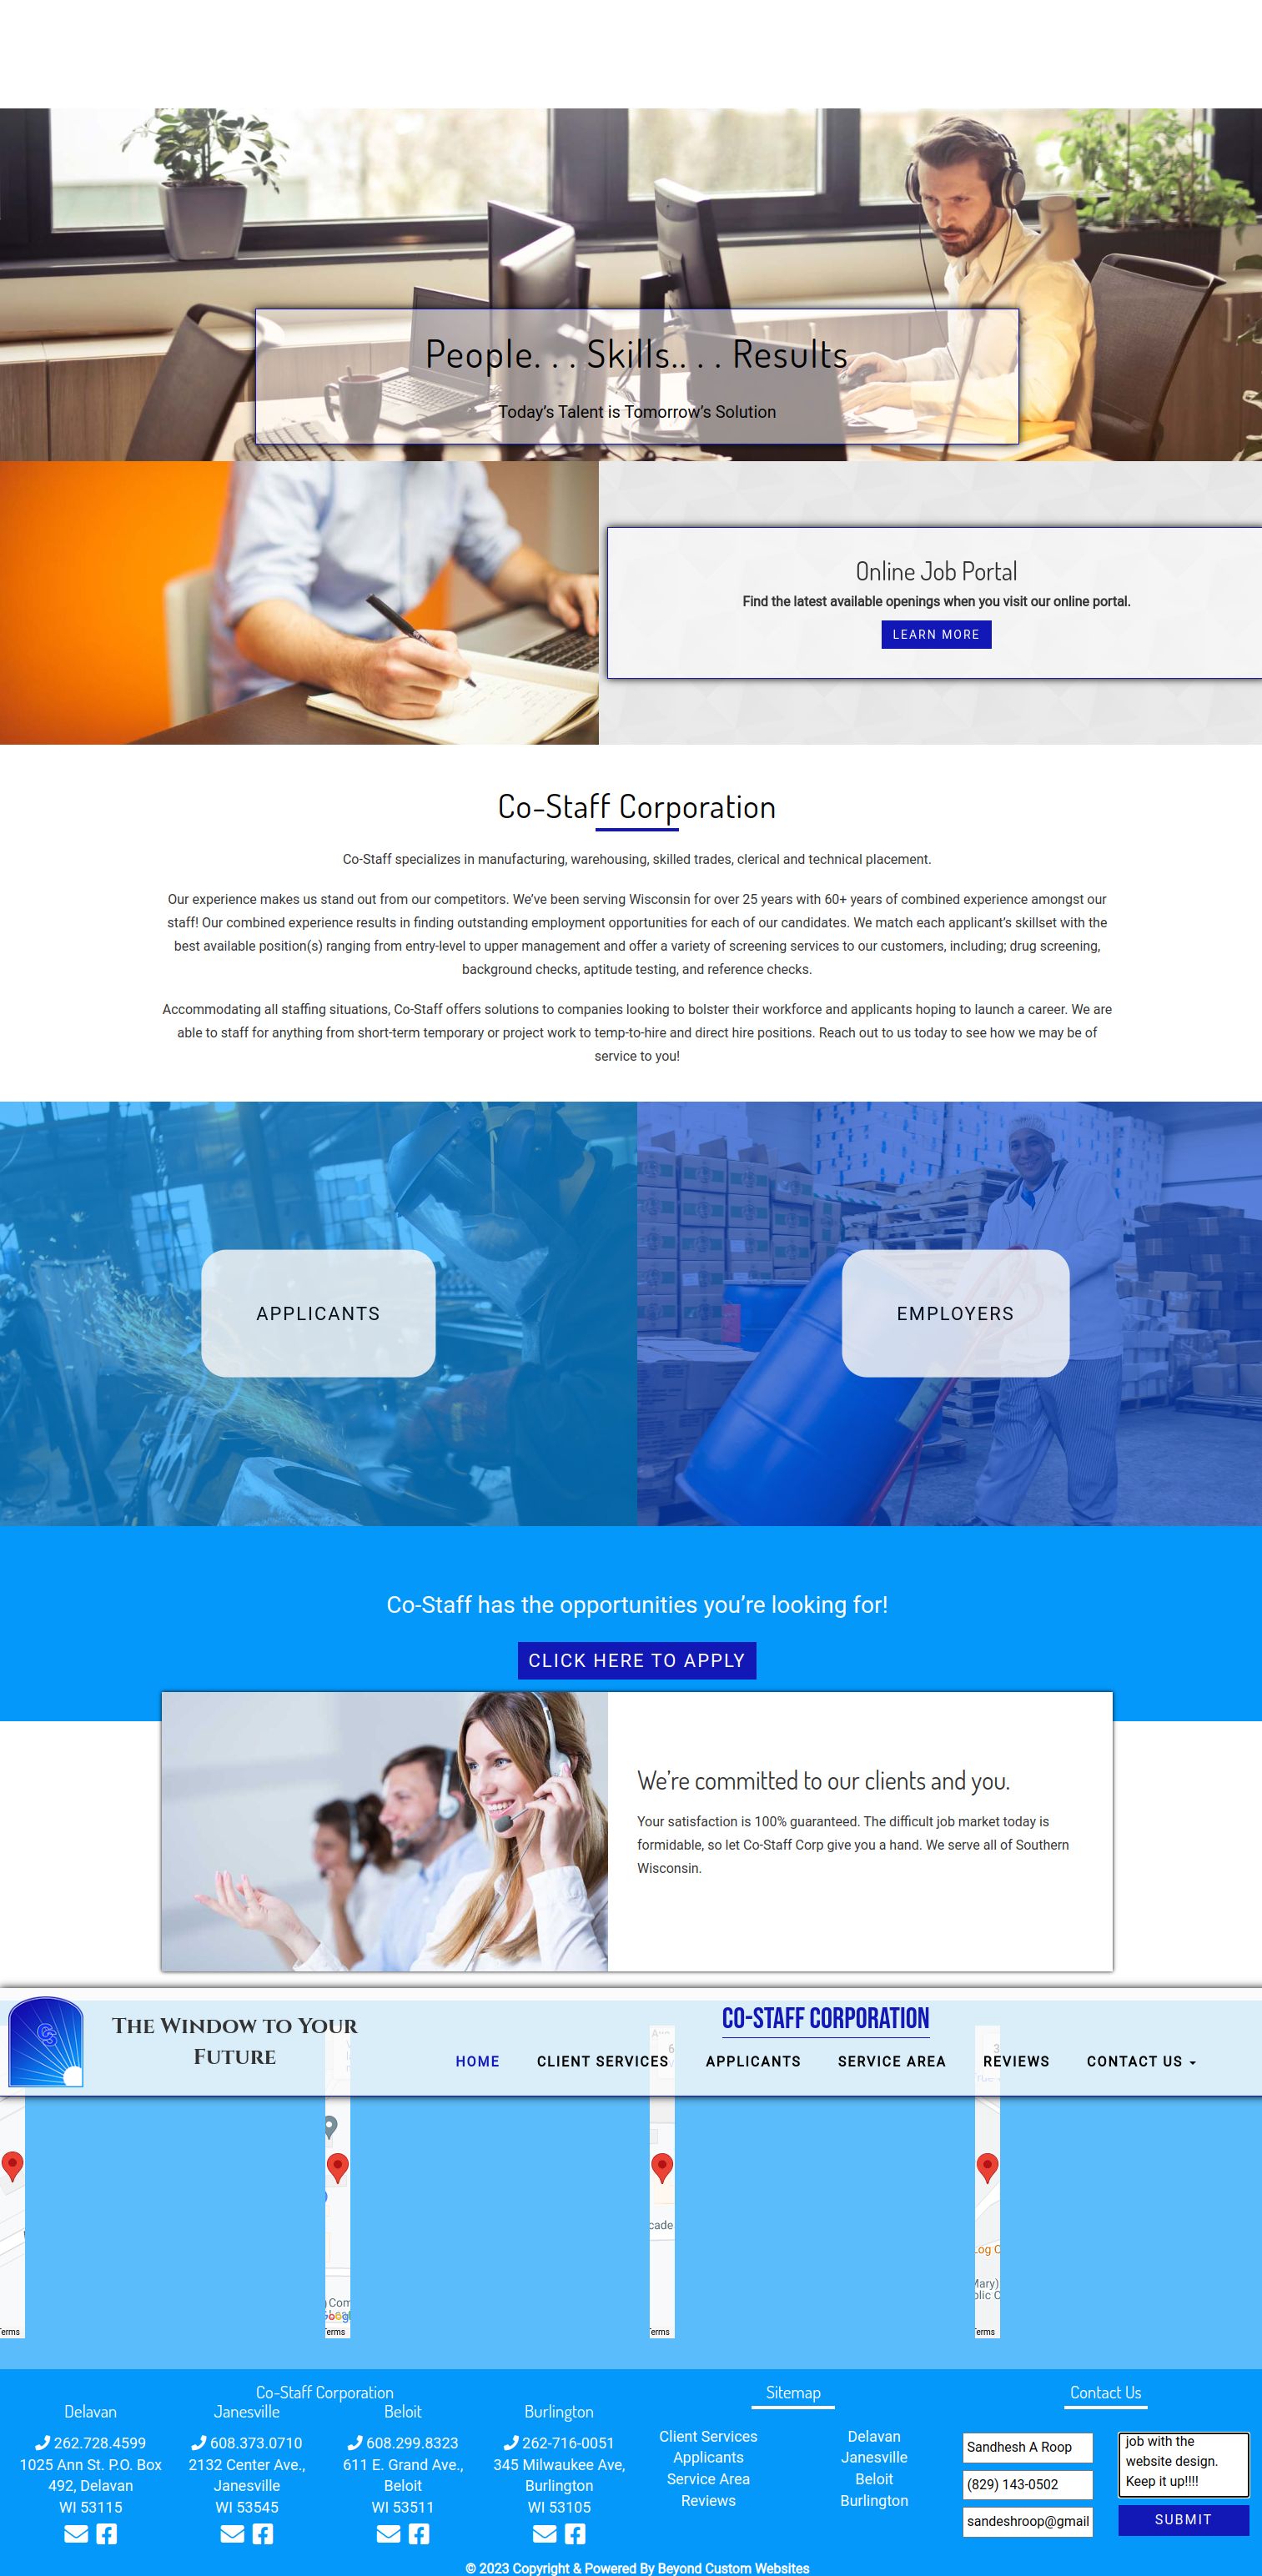 People. . . Skills.. . . Results
Today’s Talent is Tomorrow’s Solution
Online Job Portal
Find the latest available openings when you visit our online portal.
LEARN MORE
Co-Staff Corporation
Co-Staff specializes in manufacturing, warehousing, skilled trades, clerical and technical placement.
Our experience makes us stand out from our competitors. We’ve been serving Wisconsin for over 25 years with 60+ years of combined experience amongst our
staff! Our combined experience results in finding outstanding employment opportunities for each of our candidates. We match each applicant’s skillset with the
best available position(s) ranging from entry-level to upper management and offer a variety of screening services to our customers, including; drug screening,
background checks, aptitude testing, and reference checks.
Accommodating all staffing situations, Co-Staff offers solutions to companies looking to bolster their workforce and applicants hoping to launch a career. We are
able to staff for anything from short-term temporary or project work to temp-to-hire and direct hire positions. Reach out to us today to see how we may be of
service to you!
APPLICANTS
EMPLOYERS
Co-Staff has the opportunities you’re looking for!
CLICK HERE TO APPLY
We’re committed to our clients and you.
Your satisfaction is 100% guaranteed. The difficult job market today is
formidable, so let Co-Staff Corp give you a hand. We serve all of Southern
Wisconsin.
CS
The Window to Your
Future
CO-STAFF CORPORATION
HOME CLIENT SERVICES APPLICANTS SERVICE AREA REVIEWS CONTACT US
Terms
Com
Terms
cade
Terms
Log C
Mary)
Terms
Co-Staff Corporation
Delavan
262.728.4599
1025 Ann St. P.O. Box
492, Delavan
WI 53115
Janesville
608.373.0710
2132 Center Ave.,
Janesville
WI 53545
Beloit
608.299.8323
611 E. Grand Ave.,
Beloit
WI 53511
Burlington
262-716-0051
345 Milwaukee Ave,
Burlington
WI 53105
Sitemap
Client Services
Applicants
Service Area
Reviews
Delavan
Janesville
Beloit
Burlington
Contact Us
Sandhesh A Roop
(829) 143-0502
sandeshroop@gmail
job with the
website design.
Keep it up!!!!
SUBMIT
© 2023 Copyright & Powered By Beyond Custom Websites